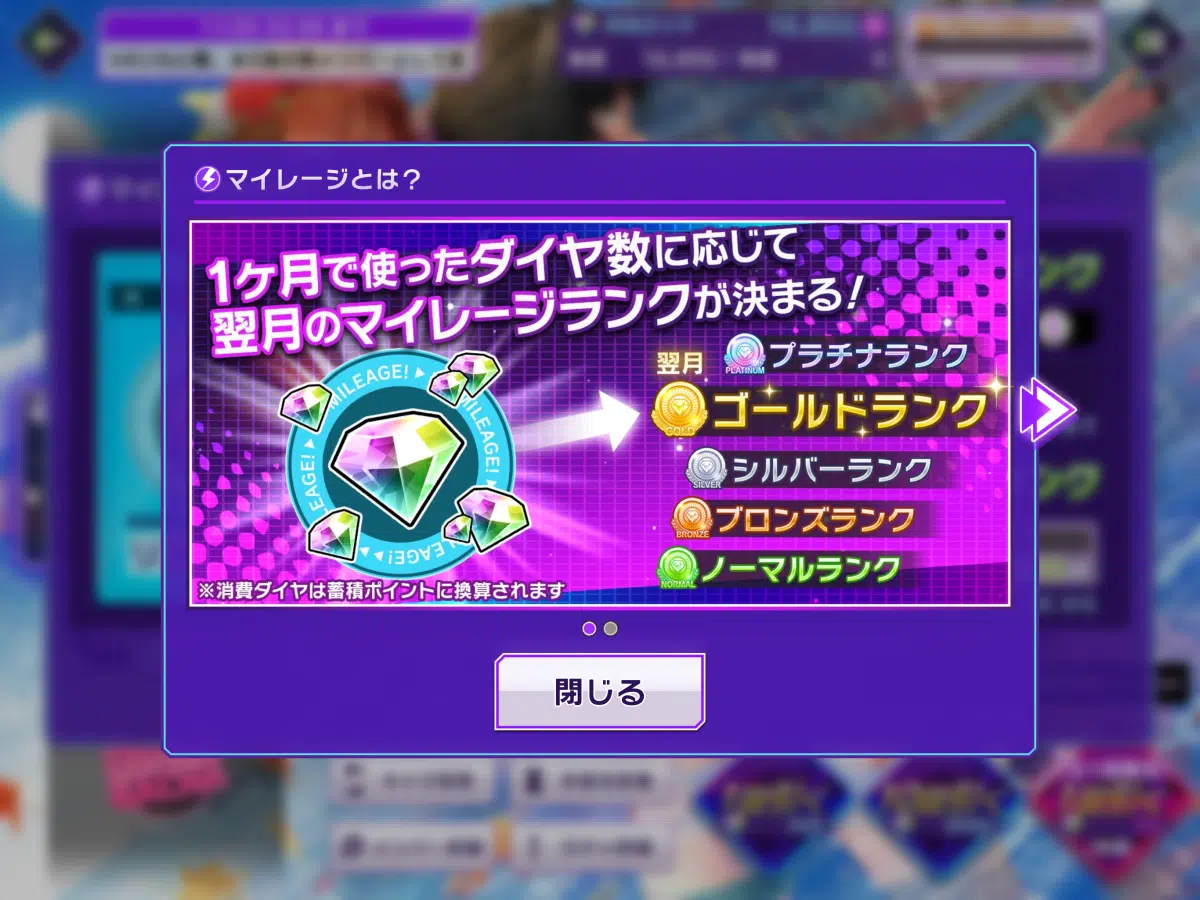 マイレージとは？
1ヶ月で使ったダイヤ数に応じて
翌月のマイレージランクが決まる!
MILEAGE!
MILEAGE!
MILEAGE!
EAGE!
翌月
PLATINUM
プラチナランク
GOLD
ゴールドランク
SILVER
シルバーランク
BRONZE
ブロンズランク
NORMAL
ノーマルランク
※消費ダイヤは蓄積ポイントに換算されます
閉じる